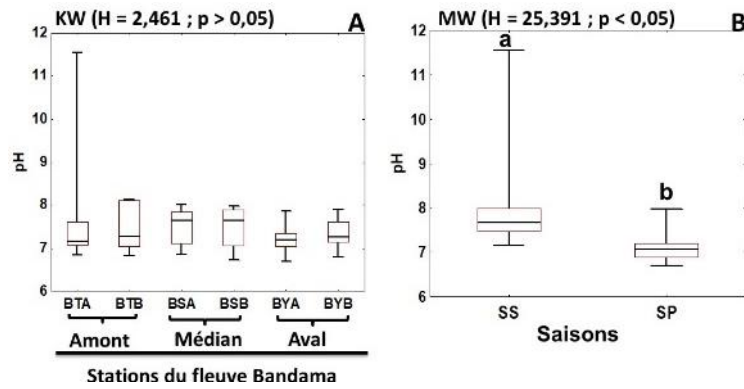 KW (H = 2,461 ; p > 0,05) A
12
11
10
9
8
7
6
pH
BTA BTB BSA BSB BYA BYB
Amont Médian Aval
Stations du fleuve Bandama
MW (H = 25,391 ; p < 0,05) B
12
11
10
9
8
7
6
pH
a
b
SS SP
Saisons